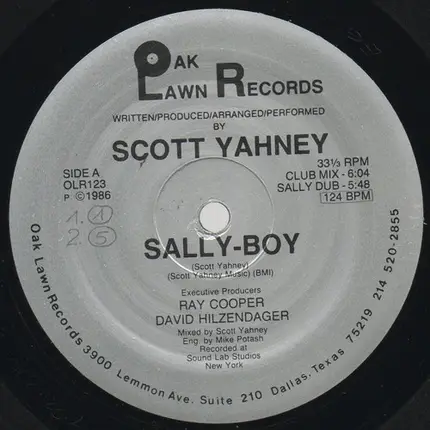 OAK
LAWN RECORDS
WRITTEN/PRODUCED/ARRANGED/PERFORMED
BY
SCOTT YAHNEY
SIDE A
OLR123
P ©1986
33⅓ RPM
CLUB MIX - 6:04
SALLY DUB - 5:48
124 BPM
1. 1
2. 5
SALLY-BOY
(Scott Yahney)
(Scott Yahney Music) (BMI)
Executive Producers
RAY COOPER
DAVID HILZENDAGER
Mixed by Scott Yahney
Eng. by Mike Potash
Recorded at
Sound Lab Studios
New York
Oak Lawn Records 3900 Lemmon Ave. Suite 210 Dallas, Texas 75219 214 520-2855